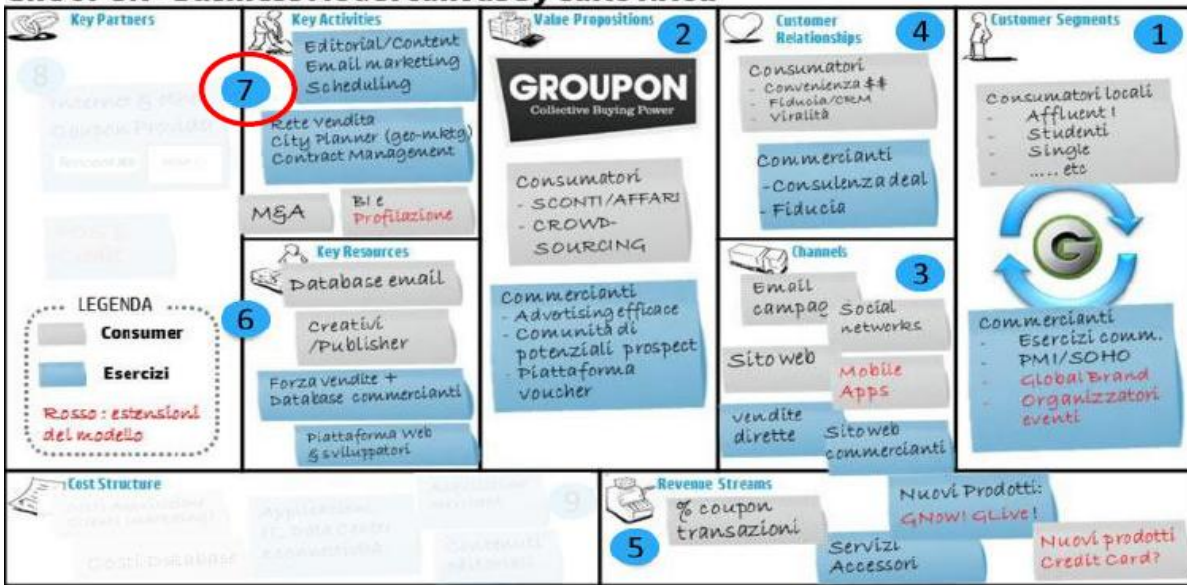 Key Partners
8
LEGENDA
Consumer
Esercizi
Rosso : estensioni
del modello
Key Activities
7
Editorial/Content
Email marketing
Scheduling
Rete vendita
City Planner (geo-mktg)
Contract Management
M&A
BI e
Profilazione
Key Resources
6
Database email
Creativi
/Publisher
Forza vendite +
Database commercianti
Piattaforma Web
& sviluppatori
Value Propositions
2
GROUPON
Collective Buying Power
Consumatori
- SCONTI/AFFARI
- CROWD-
SOURCING
Commercianti
- Advertising efficace
- Comunità di
potenziali prospect
- Piattaforma
voucher
Customer
Relationships
4
Consumatori
- Convenienza $$
- Fiducia/CRM
- Viralità
Commercianti
- Consulenza deal
- Fiducia
Channels
3
Email
campag
Social
networks
Sito web
Mobile
Apps
vendite
dirette
Sito web
commercianti
Customer Segments
1
Consumatori locali
- Affluent !
- Studenti
- Single
- ..... etc
G
Commercianti
- Esercizi comm.
- PMI/SOHO
- Global Brand
- Organizzatori
eventi
Cost Structure
9
Costi Database
Revenue Streams
5
% coupon
transazioni
Servizi
Accessori
Nuovi Prodotti:
GNow! GLive!
Nuovi prodotti
Credit Card?